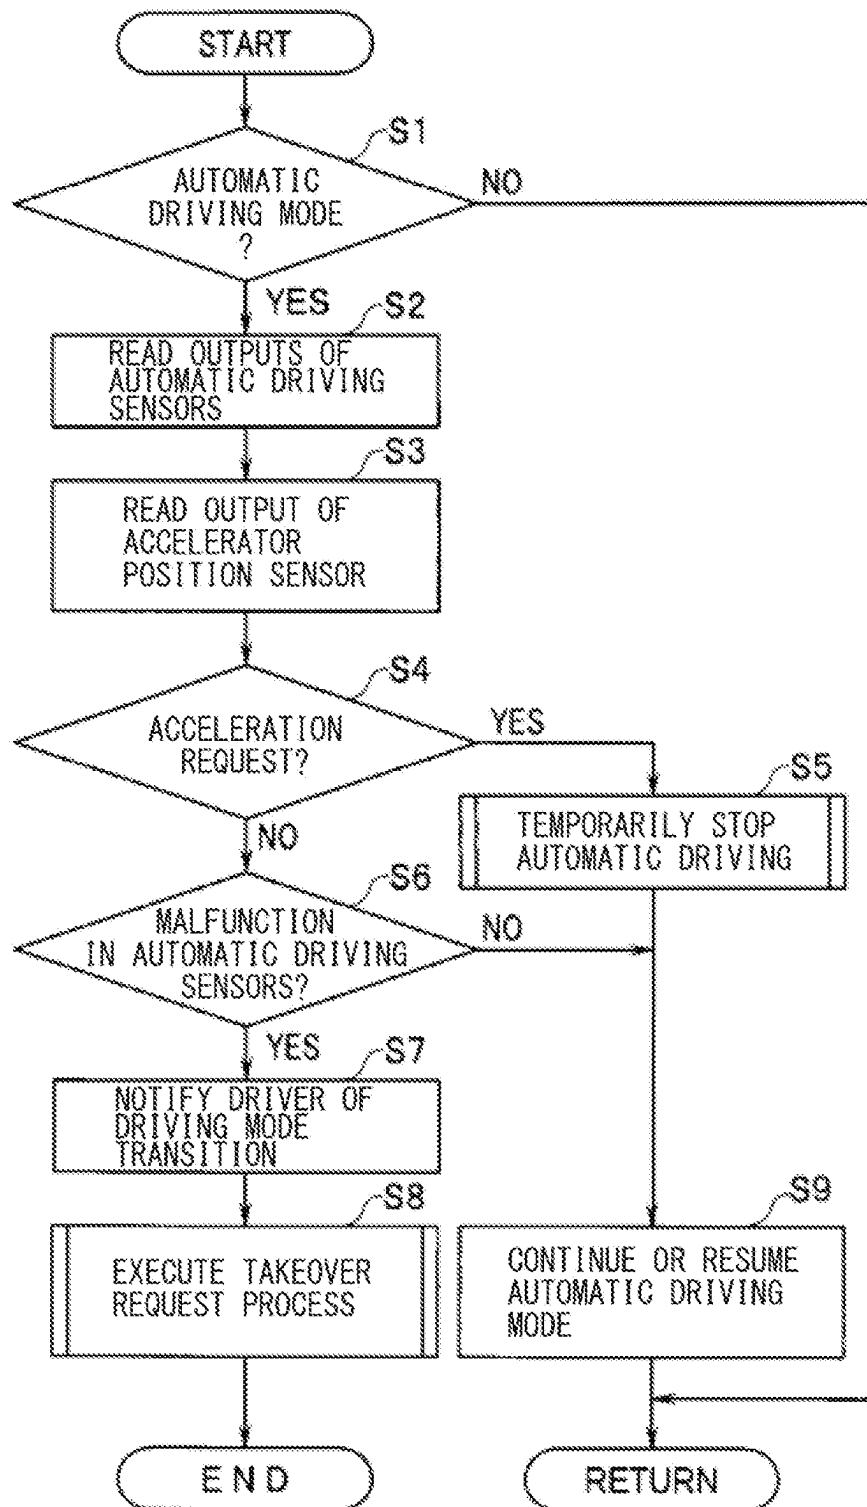 START
S1
AUTOMATIC
DRIVING MODE
?
NO
YES
S2
READ OUTPUTS OF
AUTOMATIC DRIVING
SENSORS
S3
READ OUTPUT OF
ACCELERATOR
POSITION SENSOR
S4
ACCELERATION
REQUEST?
YES
NO
S5
TEMPORARILY STOP
AUTOMATIC DRIVING
S6
MALFUNCTION
IN AUTOMATIC DRIVING
SENSORS?
NO
YES
S7
NOTIFY DRIVER OF
DRIVING MODE
TRANSITION
S8
EXECUTE TAKEOVER
REQUEST PROCESS
S9
CONTINUE OR RESUME
AUTOMATIC DRIVING
MODE
END
RETURN